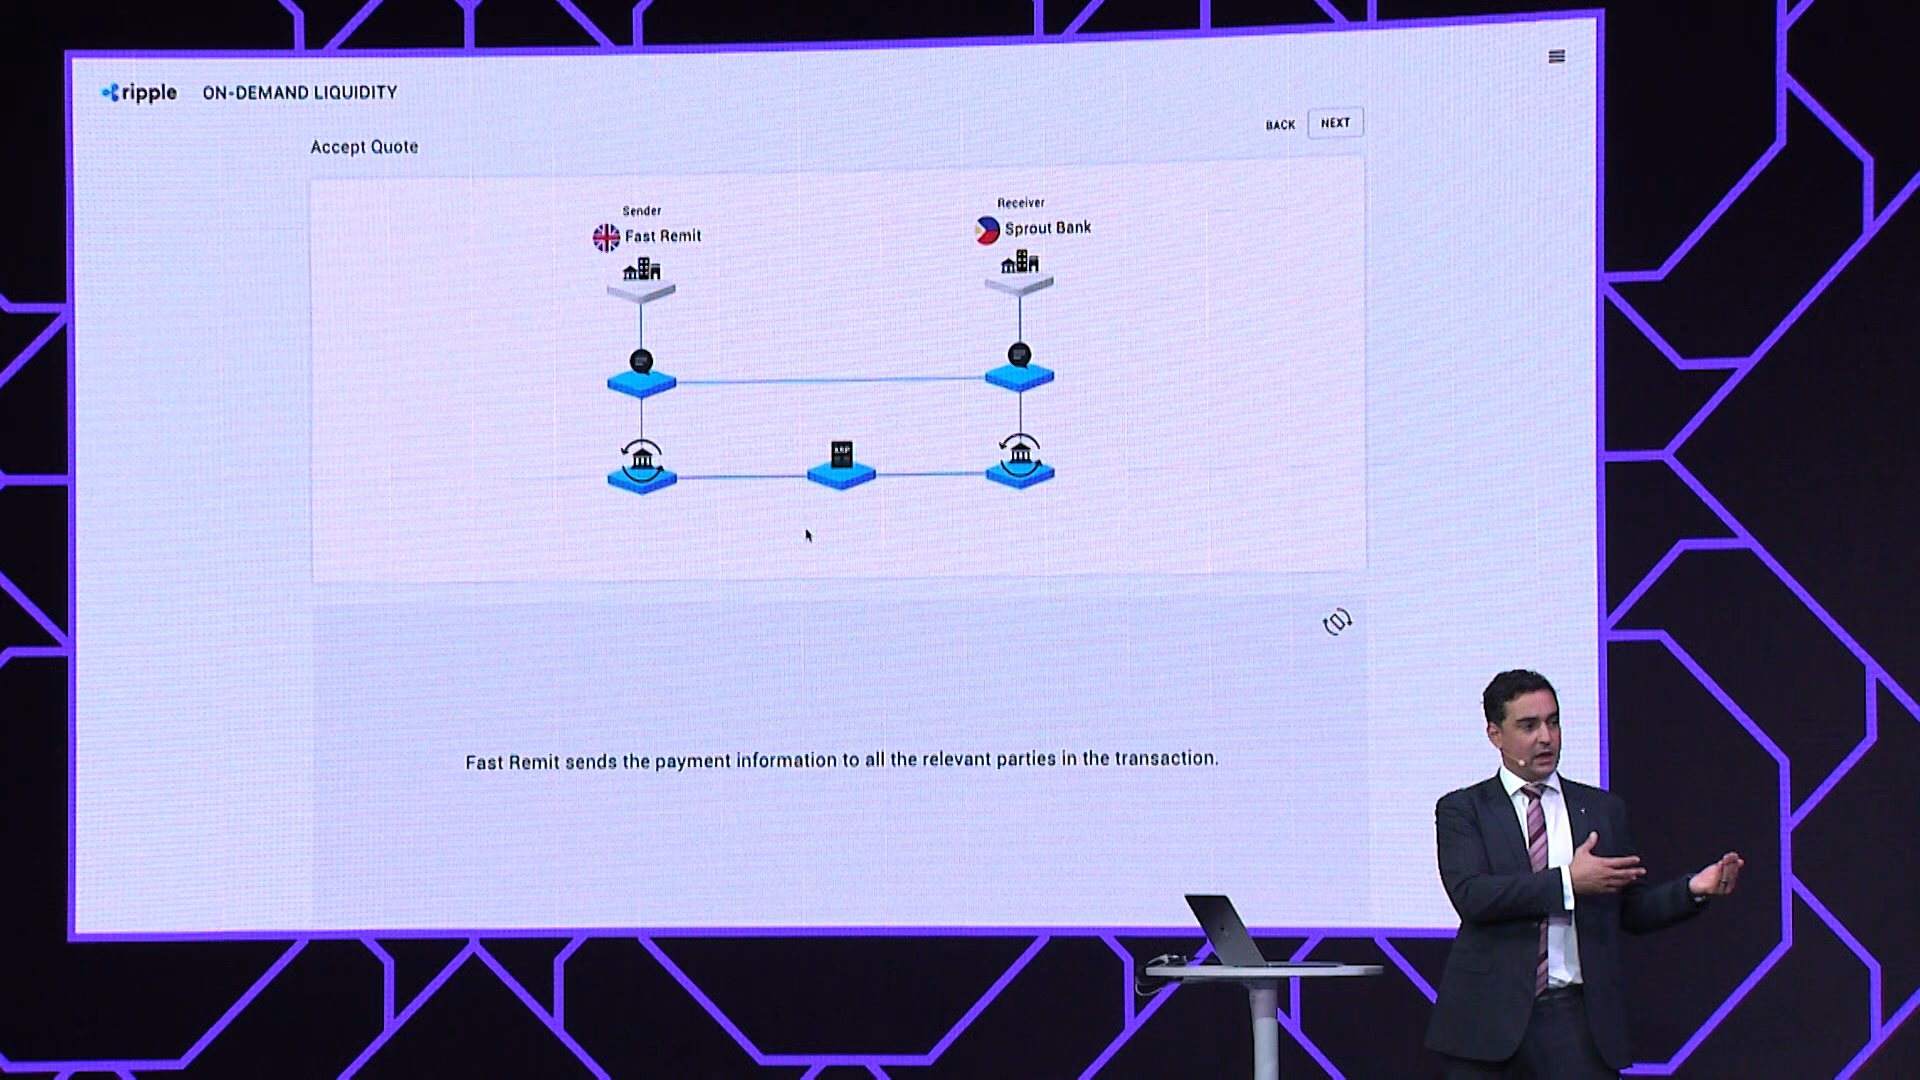 ripple ON-DEMAND LIQUIDITY
BACK NEXT
Accept Quote
Sender
Fast Remit
Receiver
Sprout Bank
XRP
Fast Remit sends the payment information to all the relevant parties in the transaction.